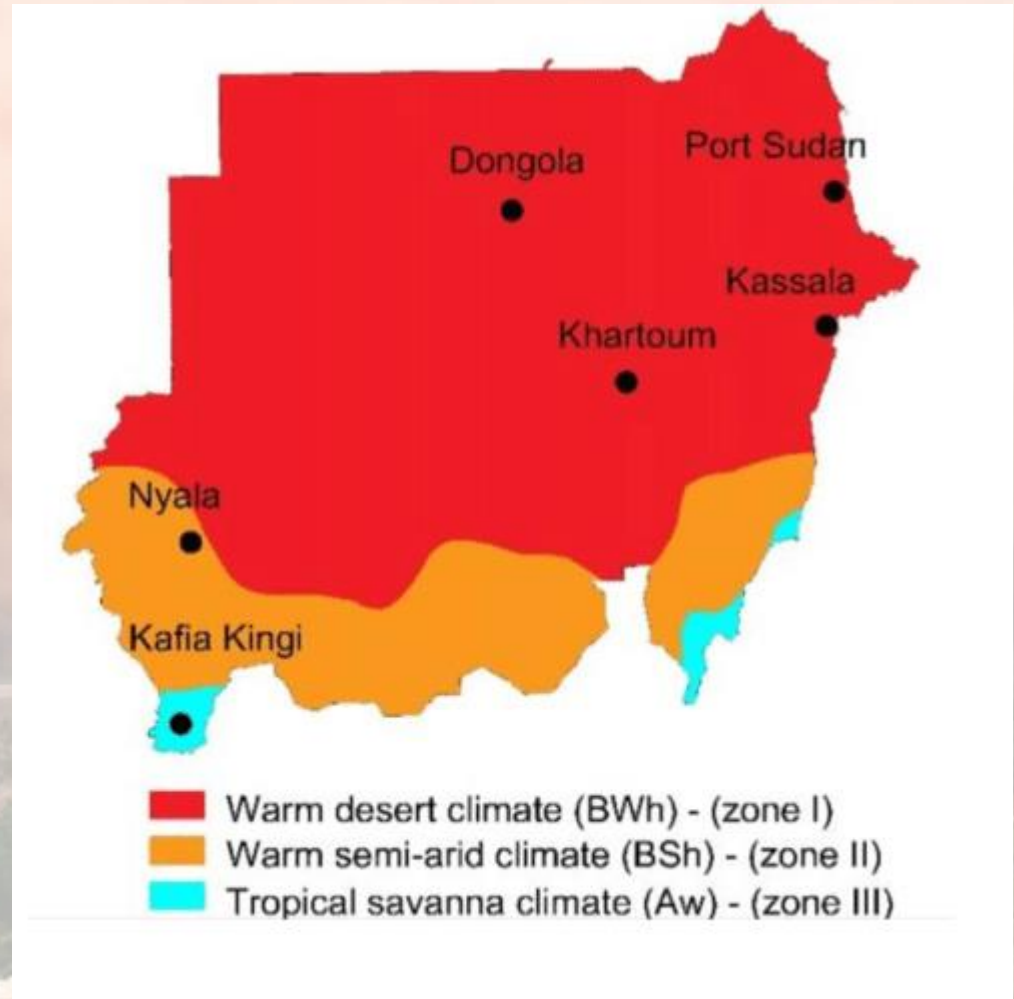 Dongola
Port Sudan
Kassala
Khartoum
Nyala
Kafia Kingi
Warm desert climate (BWh) - (zone I)
Warm semi-arid climate (BSh) - (zone II)
Tropical savanna climate (Aw) - (zone III)